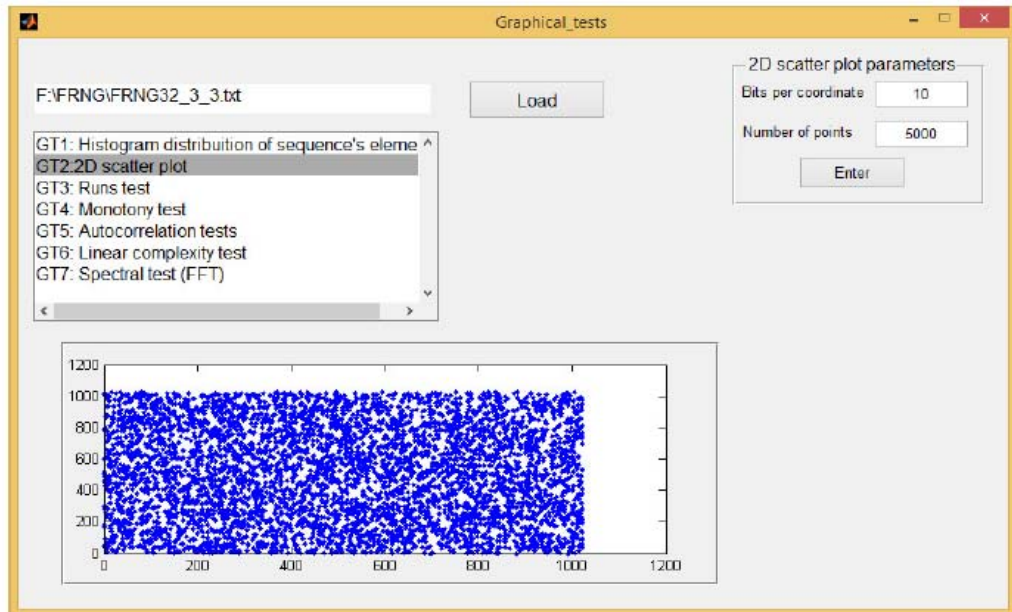 Graphical_tests
F:\FRNG\FRNG32_3_3.txt
Load
GT1: Histogram distribuition of sequence's eleme
GT2:2D scatter plot
GT3: Runs test
GT4: Monotony test
GT5: Autocorrelation tests
GT6: Linear complexity test
GT7: Spectral test (FFT)
2D scatter plot parameters
Bits per coordinate 10
Number of points 5000
Enter
1200
1000
800
600
400
200
0
0 200 400 600 800 1000 1200